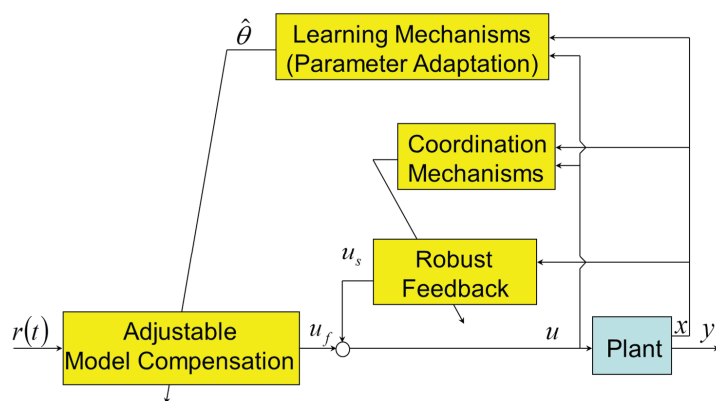 θ̂
Learning Mechanisms
(Parameter Adaptation)
Coordination
Mechanisms
u_s
Robust
Feedback
r(t)
Adjustable
Model Compensation
u_f
u
Plant
x
y